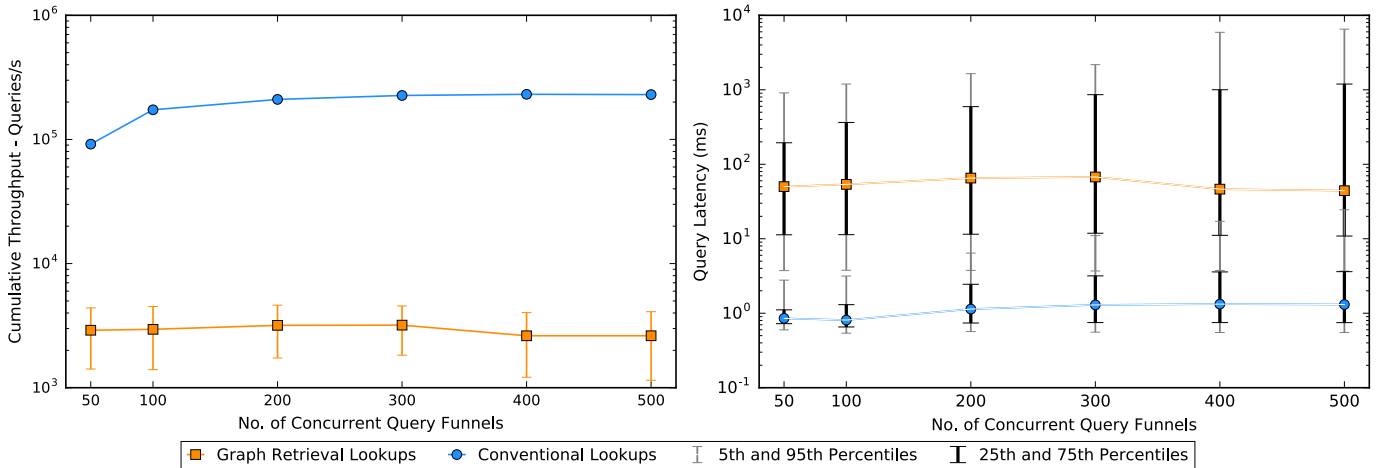 Cumulative Throughput - Queries/s
10^6
10^5
10^4
10^3
50 100 200 300 400 500
No. of Concurrent Query Funnels
Query Latency (ms)
10^4
10^3
10^2
10^1
10^0
10^-1
50 100 200 300 400 500
No. of Concurrent Query Funnels
Graph Retrieval Lookups Conventional Lookups 5th and 95th Percentiles 25th and 75th Percentiles